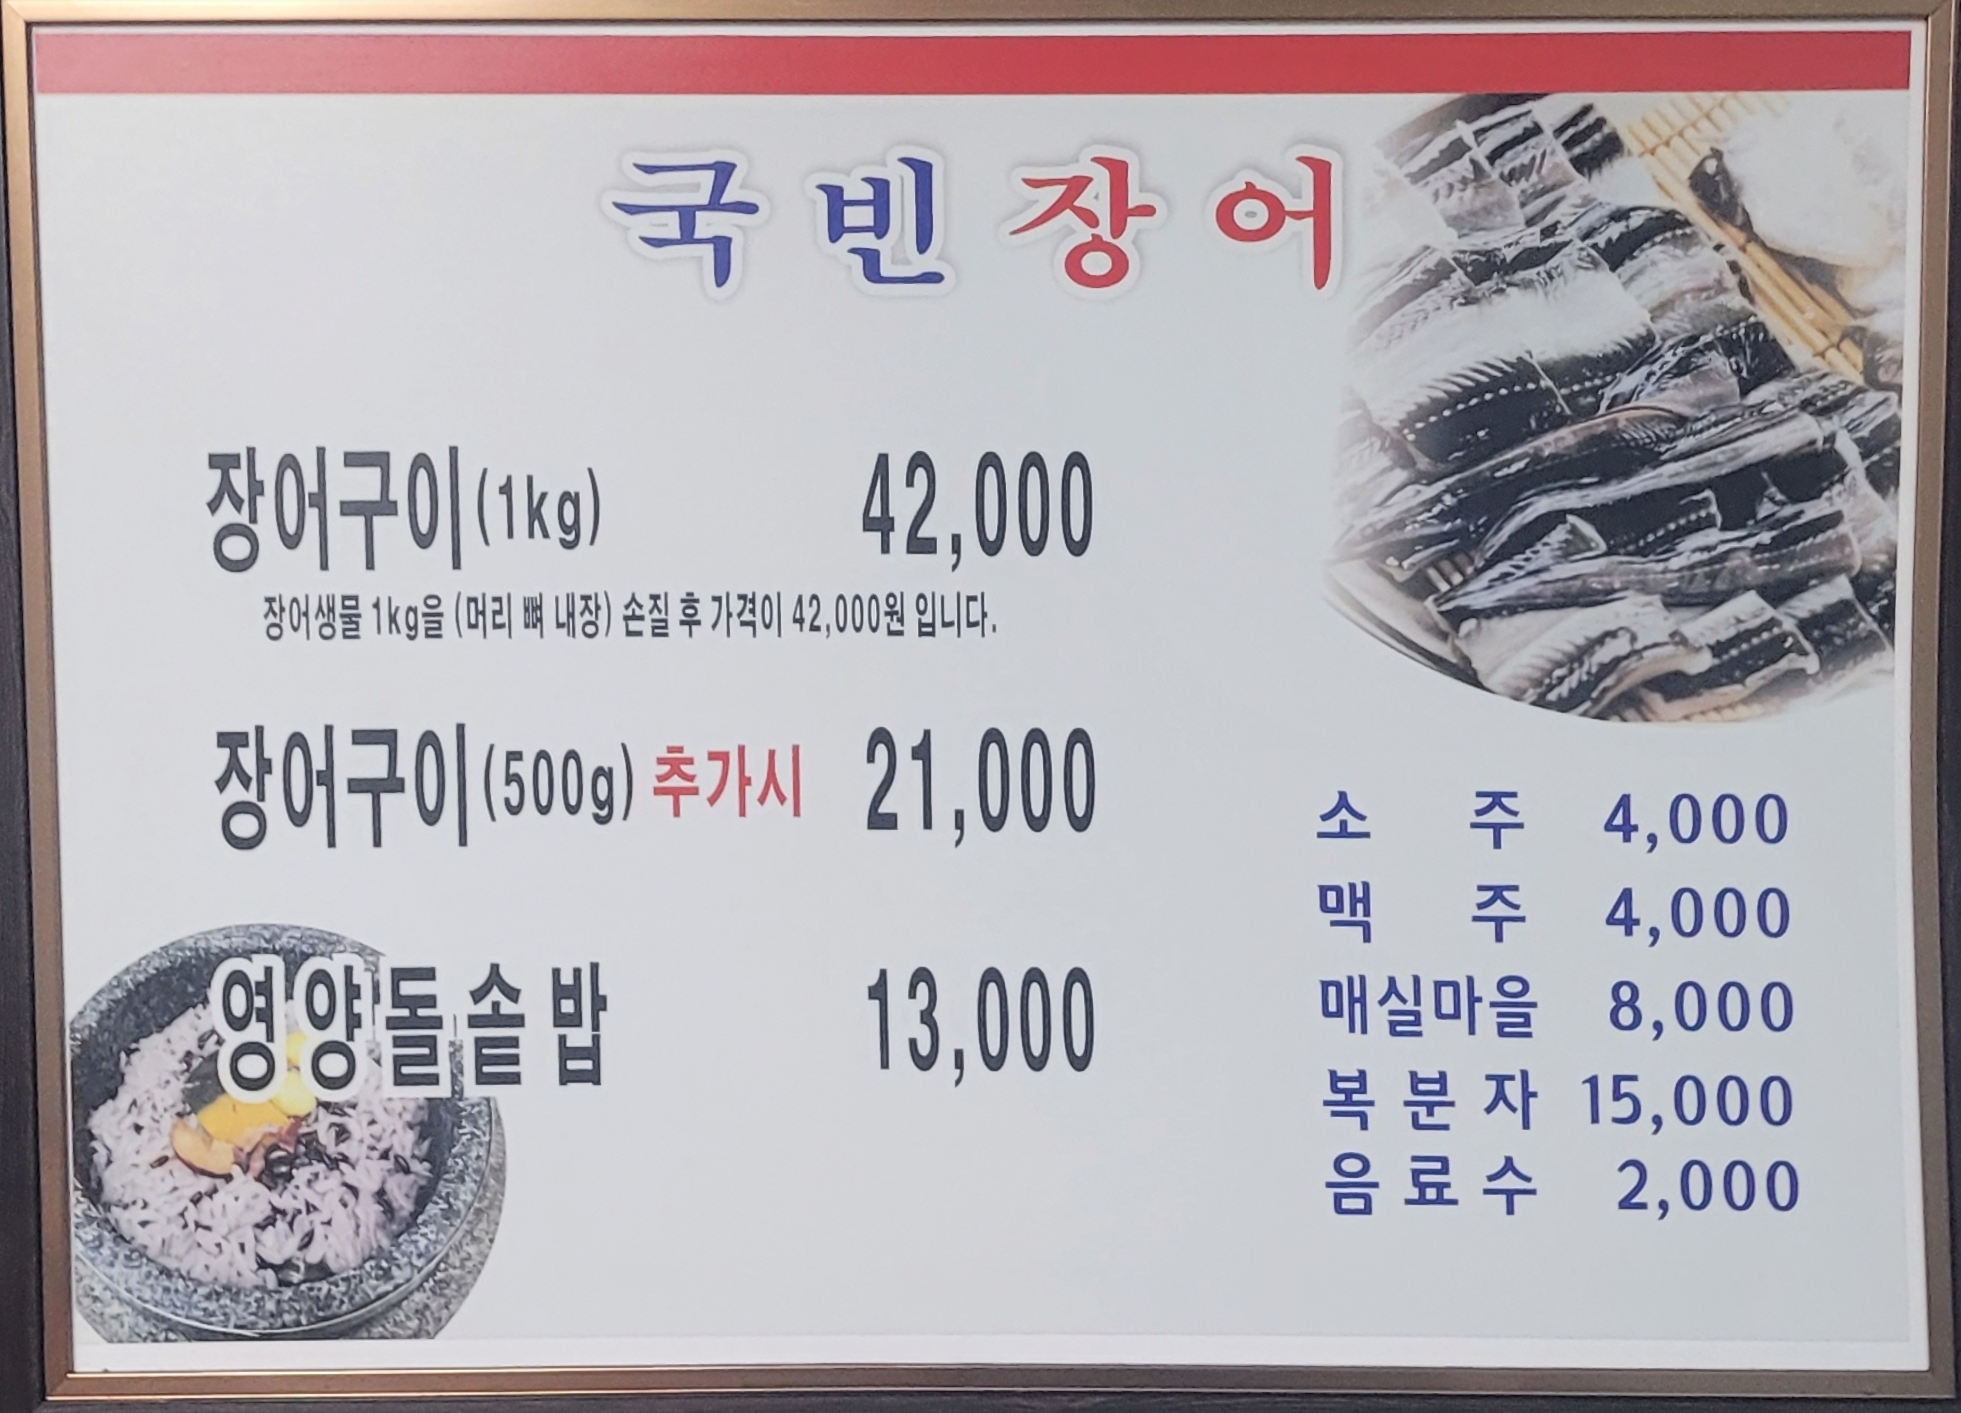 국빈장어
장어구이(1kg) 42,000
장어생물 1kg을 (머리 뼈 내장) 손질 후 가격이 42,000원 입니다.
장어구이(500g) 추가시 21,000
영양돌솥밥 13,000
소 주 4,000
맥 주 4,000
매실마을 8,000
복분자 15,000
음료수 2,000